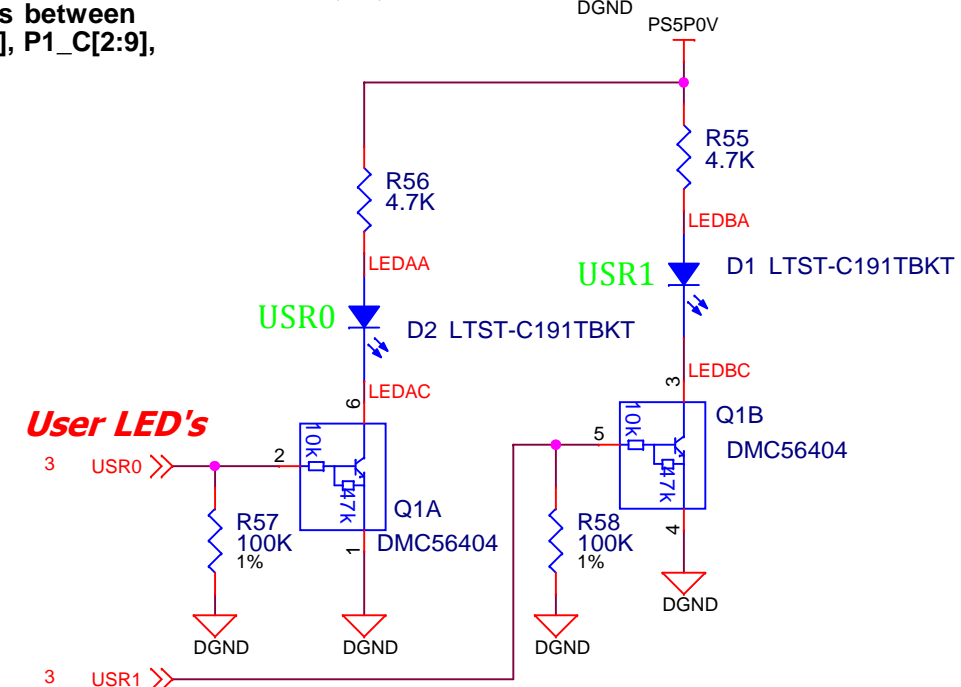 s between
], P1_C[2:9],
DGND
PS5P0V
R55
4.7K
R56
4.7K
LEDBA
LEDAA
USR1
D1 LTST-C191TBKT
USR0
D2 LTST-C191TBKT
LEDBC
LEDAC
3
6
User LED's
10k
47k
Q1B
DMC56404
5
10k
47k
2
3 USR0
Q1A
DMC56404
R57
100K
1%
R58
100K
1%
4
1
DGND
DGND
DGND
DGND
3 USR1